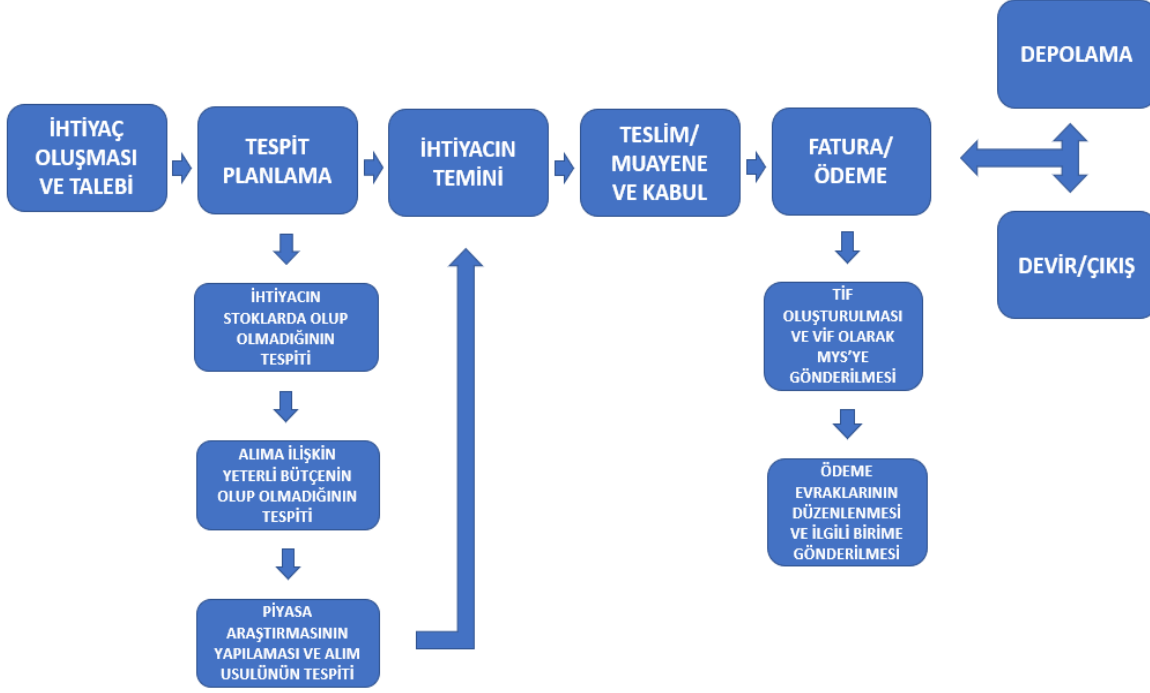 İHTİYAÇ
OLUŞMASI
VE TALEBİ
TESPİT
PLANLAMA
İHTİYACIN
TEMİNİ
TESLİM/
MUAYENE
VE KABUL
FATURA/
ÖDEME
DEPOLAMA
DEVİR/ÇIKIŞ
İHTİYACIN
STOKLARDA OLUP
OLMADIĞININ
TESPİTİ
ALIMA İLİŞKİN
YETERLİ BÜTÇENİN
OLUP OLMADIĞININ
TESPİTİ
PİYASA
ARAŞTIRMASININ
YAPILAMASI VE ALIM
USULÜNÜN TESPİTİ
TİF
OLUŞTURULMASI
VE VİF OLARAK
MYS'YE
GÖNDERİLMESİ
ÖDEME
EVRAKLARININ
DÜZENLENMESİ
VE İLGİLİ BİRİME
GÖNDERİLMESİ